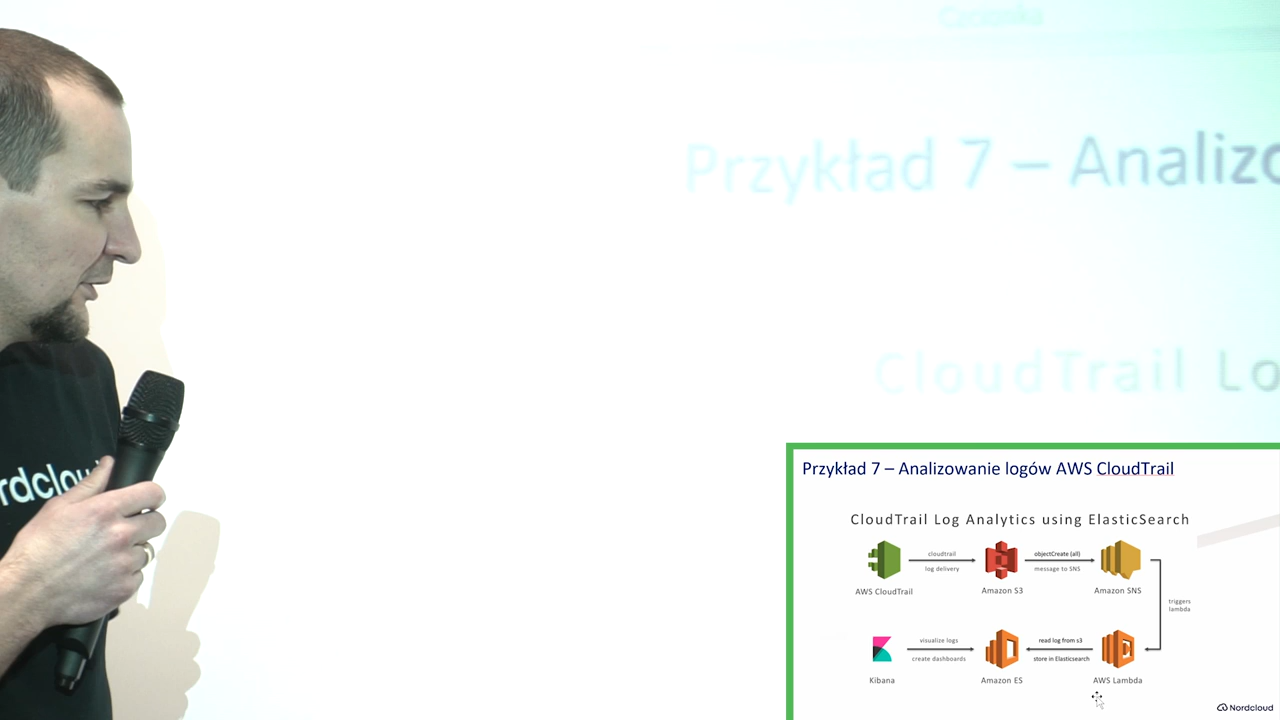 Przykład 7 – Analizo
CloudTrail Lo
rdclou
Przykład 7 – Analizowanie logów AWS CloudTrail
CloudTrail Log Analytics using ElasticSearch
cloudtrail
log delivery
objectCreate (all)
message to SNS
AWS CloudTrail
Amazon S3
Amazon SNS
triggers
lambda
visualize logs
create dashboards
read log from s3
store in Elasticsearch
Kibana
Amazon ES
AWS Lambda
Nordcloud